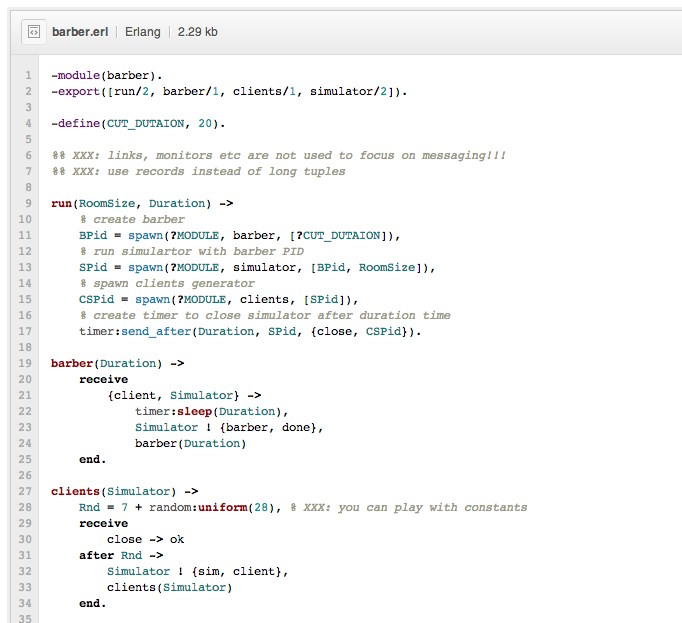 barber.erl | Erlang | 2.29 kb
1 -module(barber).
2 -export([run/2, barber/1, clients/1, simulator/2]).
3
4 -define(CUT_DUTAION, 20).
5
6 %% XXX: links, monitors etc are not used to focus on messaging!!!
7 %% XXX: use records instead of long tuples
8
9 run(RoomSize, Duration) ->
10     % create barber
11     BPid = spawn(?MODULE, barber, [?CUT_DUTAION]),
12     % run simulartor with barber PID
13     SPid = spawn(?MODULE, simulator, [BPid, RoomSize]),
14     % spawn clients generator
15     CSPid = spawn(?MODULE, clients, [SPid]),
16     % create timer to close simulator after duration time
17     timer:send_after(Duration, SPid, {close, CSPid}).
18
19 barber(Duration) ->
20     receive
21         {client, Simulator} ->
22             timer:sleep(Duration),
23             Simulator ! {barber, done},
24             barber(Duration)
25     end.
26
27 clients(Simulator) ->
28     Rnd = 7 + random:uniform(28), % XXX: you can play with constants
29     receive
30         close -> ok
31     after Rnd ->
32         Simulator ! {sim, client},
33         clients(Simulator)
34     end.
35